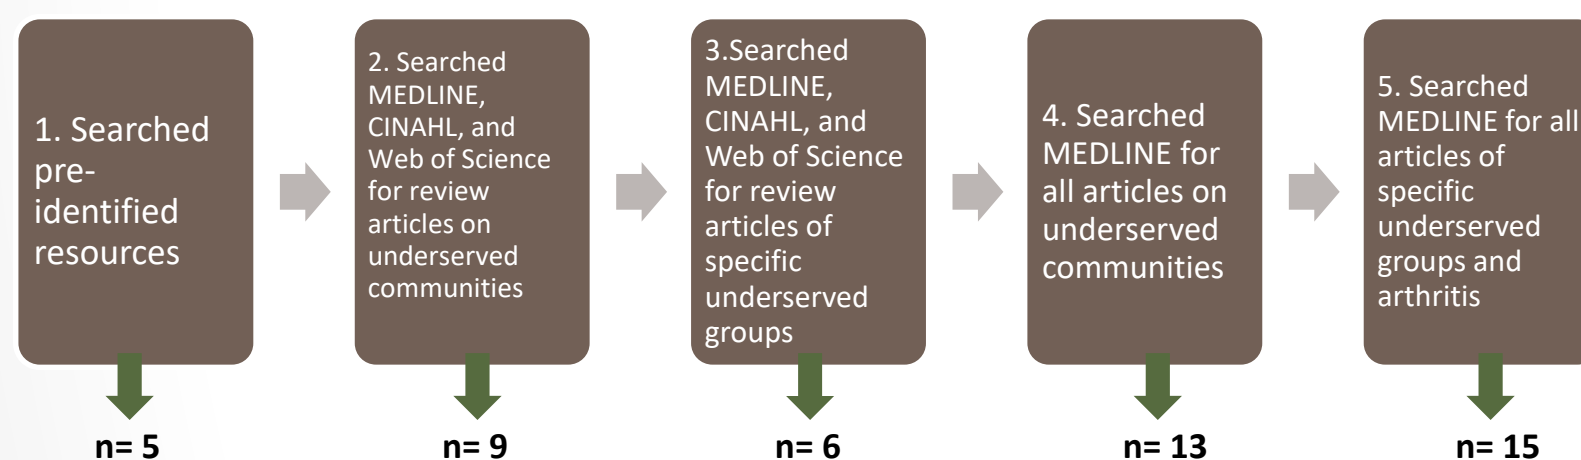 1. Searched
pre-
identified
resources
2. Searched
MEDLINE,
CINAHL, and
Web of Science
for review
articles on
underserved
communities
3.Searched
MEDLINE,
CINAHL, and
Web of Science
for review
articles of
specific
underserved
groups
4. Searched
MEDLINE for
all articles on
underserved
communities
5. Searched
MEDLINE for all
articles of
specific
underserved
groups and
arthritis
n= 5
n= 9
n= 6
n= 13
n= 15